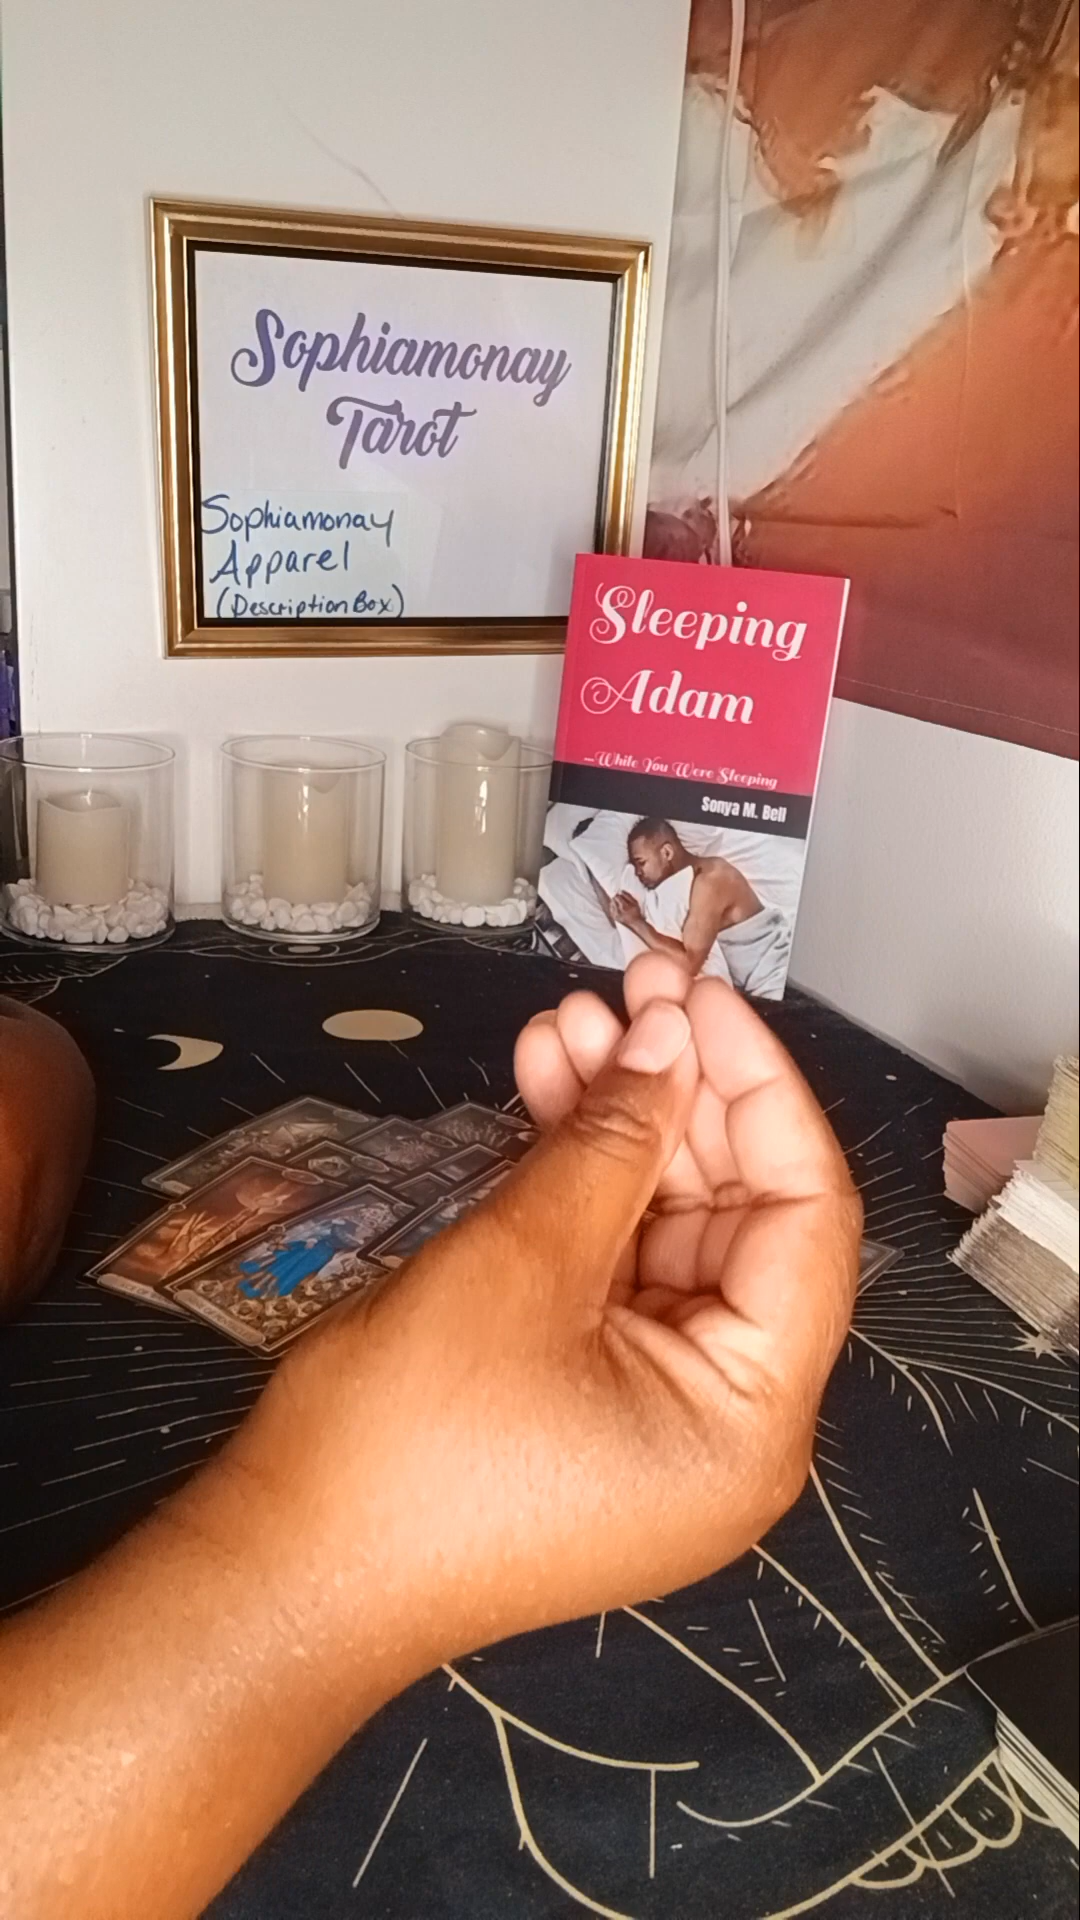 Sophiamonay
Tarot
Sophiamonay
Apparel
(Description Box)
Sleeping
Adam
...While You Were Sleeping
Sonya M. Bell